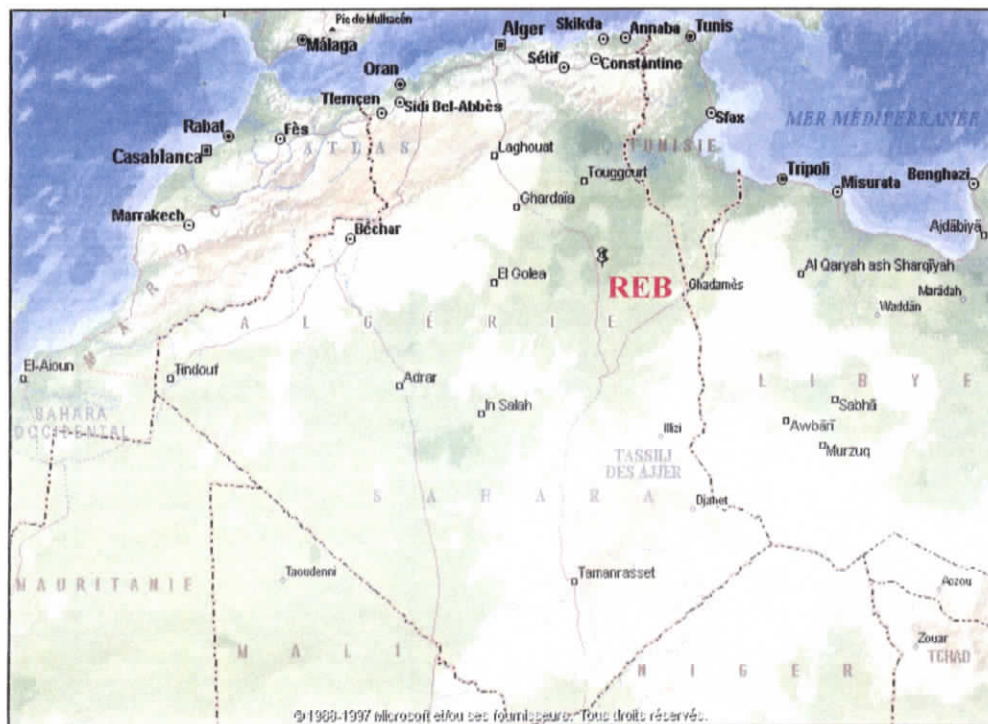 Pic de Mulhacén
Málaga
Alger
Skikda
Annaba
Tunis
Sétif
Constantine
Oran
Tlemçen
Sidi Bel-Abbès
Sfax
MER MÉDITERRANÉE
Rabat
Fès
ATLAS
Casablanca
Laghouat
TUNISIE
Touggourt
Tripoli
Benghazi
Misurata
Ghardaïa
Marrakech
Béchar
Ajdābiyā
El Golea
REB
Ghadamès
Al Qaryah ash Sharqīyah
Marādah
Waddān
MAROC
ALGÉRIE
El-Aioun
Tindouf
Adrar
LIBYE
SAHARA
OCCIDENTAL
In Salah
Sabhā
Awbārī
Illizi
Murzuq
TASSILI
DES AJJER
SAHARA
Djanet
MAURITANIE
Taoudenni
Tamanrasset
Aozou
Zouar
MALI
NIGER
TCHAD
© 1988-1997 Microsoft et/ou ses fournisseurs. Tous droits réservés.